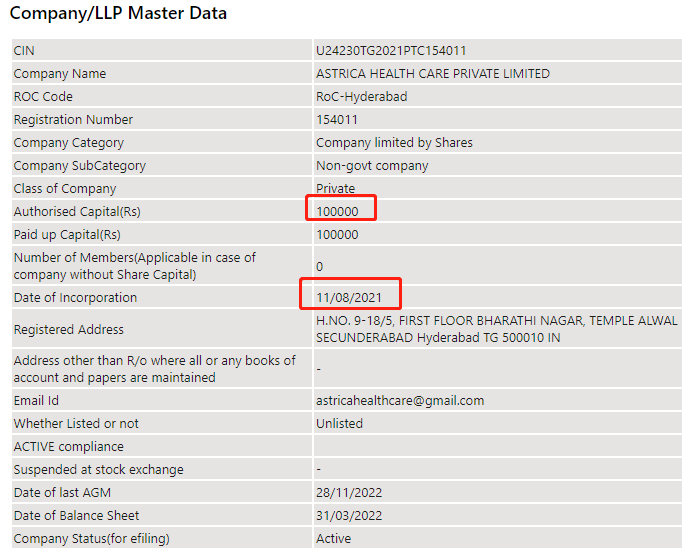 Company/LLP Master Data
CIN U24230TG2021PTC154011
Company Name ASTRICA HEALTH CARE PRIVATE LIMITED
ROC Code RoC-Hyderabad
Registration Number 154011
Company Category Company limited by Shares
Company SubCategory Non-govt company
Class of Company Private
Authorised Capital(Rs) 100000
Paid up Capital(Rs) 100000
Number of Members(Applicable in case of
company without Share Capital) 0
Date of Incorporation 11/08/2021
Registered Address H.NO. 9-18/5, FIRST FLOOR BHARATHI NAGAR, TEMPLE ALWAL
SECUNDERABAD Hyderabad TG 500010 IN
Address other than R/o where all or any books of
account and papers are maintained -
Email Id astricahealthcare@gmail.com
Whether Listed or not Unlisted
ACTIVE compliance
Suspended at stock exchange -
Date of last AGM 28/11/2022
Date of Balance Sheet 31/03/2022
Company Status(for efiling) Active